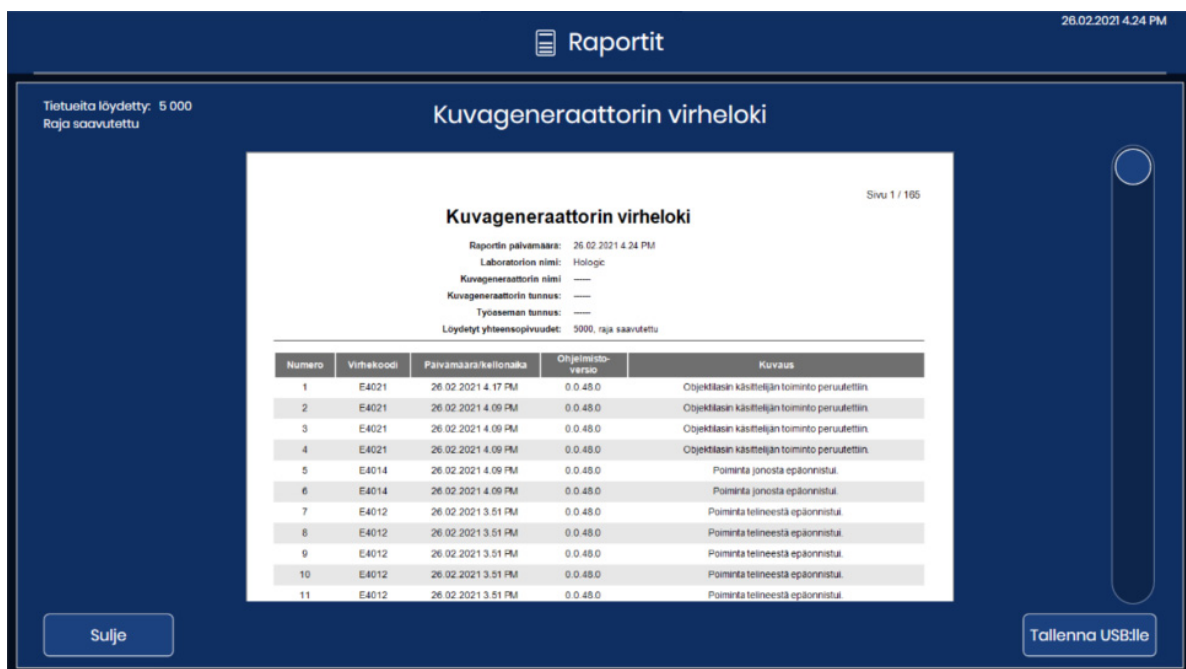 26.02.2021 4.24 PM
Raportit
Tietueita löydetty: 5 000
Raja saavutettu
Kuvageneraattorin virheloki
Sivu 1 / 165
Kuvageneraattorin virheloki
Raportin päivämäärä: 26.02.2021 4.24 PM
Laboratorion nimi: Hologic
Kuvageneraattorin nimi -----
Kuvageneraattorin tunnus: -----
Työaseman tunnus: ------
Löydetyt yhteensopivuudet: 5000, raja saavutettu
Numero Virhekoodi Päivämäärä/kellonaika Ohjelmisto-versio Kuvaus
1 E4021 26.02.2021 4.17 PM 0.0.48.0 Objektilasin käsittelijän toiminto peruutettiin.
2 E4021 26.02.2021 4.09 PM 0.0.48.0 Objektilasin käsittelijän toiminto peruutettiin.
3 E4021 26.02.2021 4.09 PM 0.0.48.0 Objektilasin käsittelijän toiminto peruutettiin.
4 E4021 26.02.2021 4.09 PM 0.0.48.0 Objektilasin käsittelijän toiminto peruutettiin.
5 E4014 26.02.2021 4.09 PM 0.0.48.0 Poiminta jonosta epäonnistui.
6 E4014 26.02.2021 4.09 PM 0.0.48.0 Poiminta jonosta epäonnistui.
7 E4012 26.02.2021 3.51 PM 0.0.48.0 Poiminta telineestä epäonnistui.
8 E4012 26.02.2021 3.51 PM 0.0.48.0 Poiminta telineestä epäonnistui.
9 E4012 26.02.2021 3.51 PM 0.0.48.0 Poiminta telineestä epäonnistui.
10 E4012 26.02.2021 3.51 PM 0.0.48.0 Poiminta telineestä epäonnistui.
11 E4012 26.02.2021 3.51 PM 0.0.48.0 Poiminta telineestä epäonnistui.
Sulje
Tallenna USB:lle